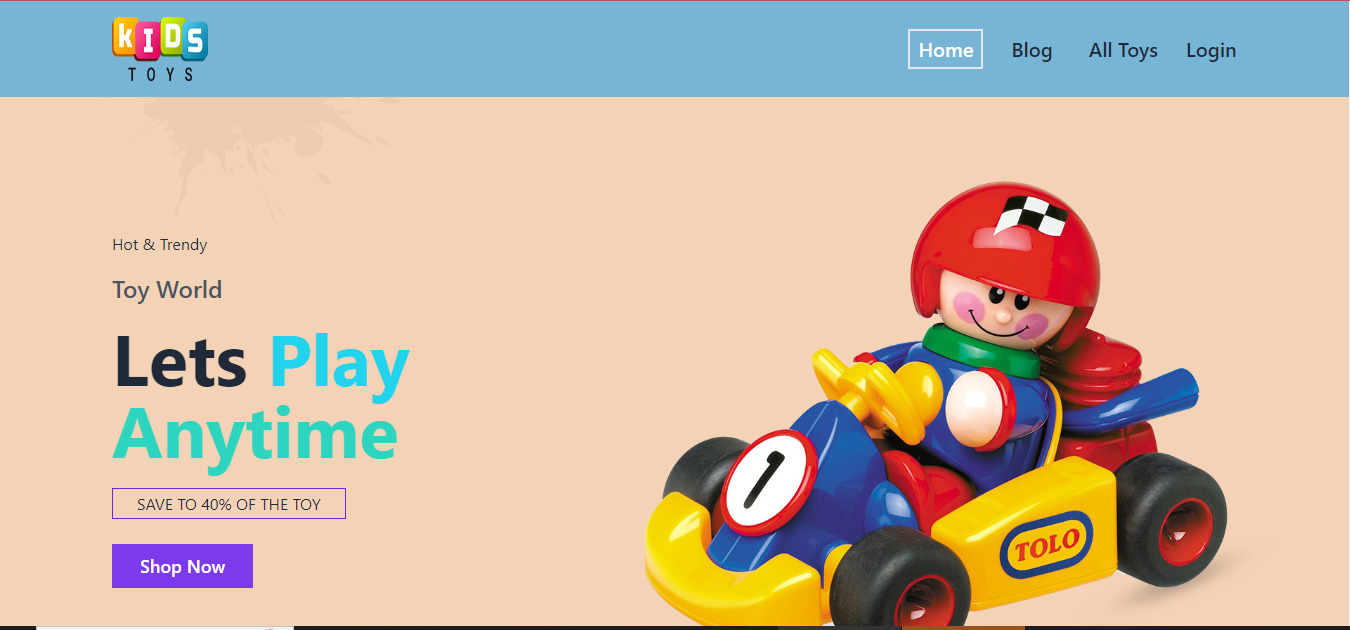 KIDS
TOYS
Home
Blog
All Toys
Login
Hot & Trendy
Toy World
Lets Play
Anytime
SAVE TO 40% OF THE TOY
Shop Now
1
TOLO